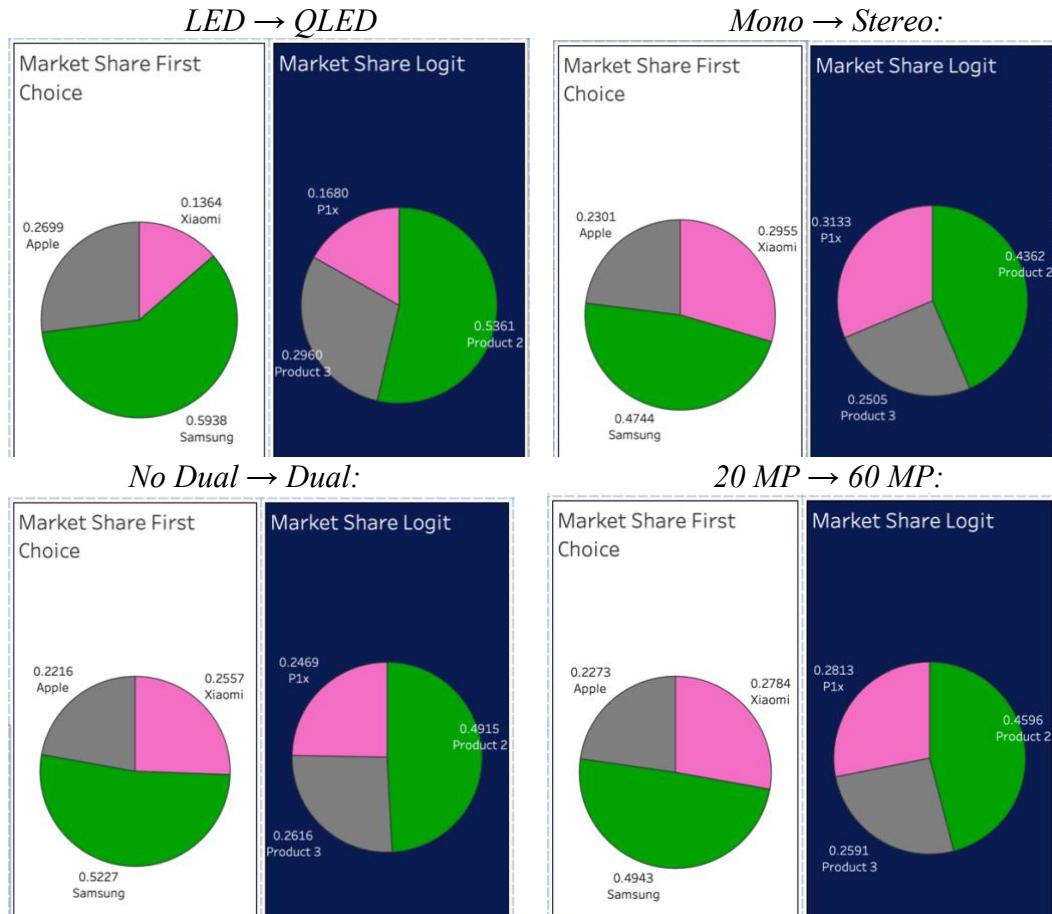 LED → QLED
Market Share First
Choice
0.1364
Xiaomi
0.2699
Apple
0.5938
Samsung
Market Share Logit
0.1680
P1x
0.5361
Product 2
0.2960
Product 3
Mono → Stereo:
Market Share First
Choice
0.2301
Apple
0.2955
Xiaomi
0.4744
Samsung
Market Share Logit
0.3133
P1x
0.4362
Product 2
0.2505
Product 3
No Dual → Dual:
Market Share First
Choice
0.2216
Apple
0.2557
Xiaomi
0.5227
Samsung
Market Share Logit
0.2469
P1x
0.4915
Product 2
0.2616
Product 3
20 MP → 60 MP:
Market Share First
Choice
0.2273
Apple
0.2784
Xiaomi
0.4943
Samsung
Market Share Logit
0.2813
P1x
0.4596
Product 2
0.2591
Product 3